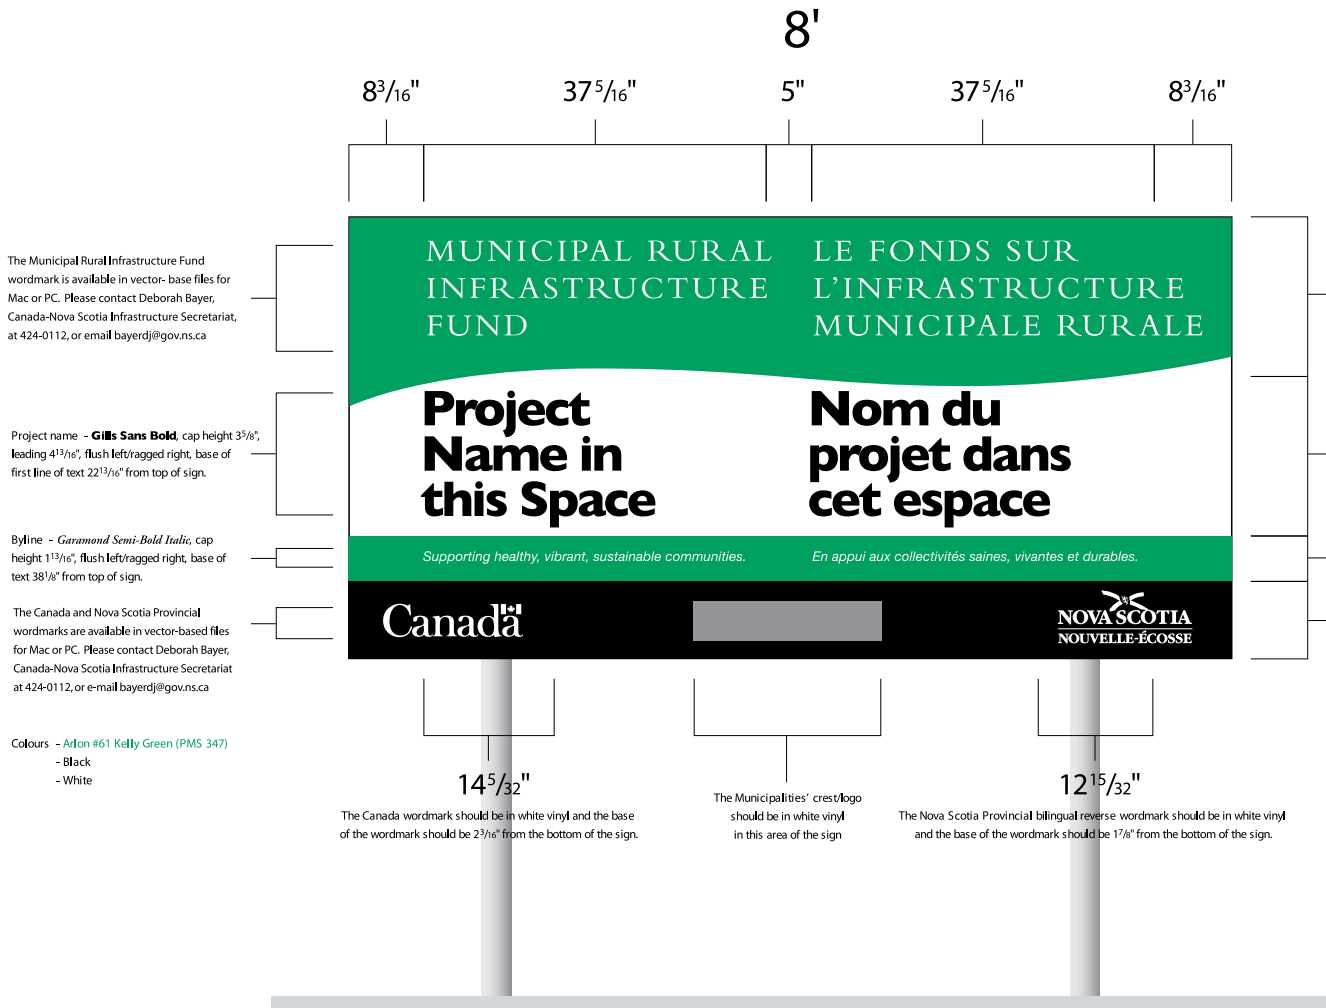 8'
8 3/16" 37 5/16" 5" 37 5/16" 8 3/16"
MUNICIPAL RURAL
INFRASTRUCTURE
FUND
LE FONDS SUR
L'INFRASTRUCTURE
MUNICIPALE RURALE
The Municipal Rural Infrastructure Fund
wordmark is available in vector- base files for
Mac or PC. Please contact Deborah Bayer,
Canada-Nova Scotia Infrastructure Secretariat,
at 424-0112, or email bayerdj@gov.ns.ca
Project
Name in
this Space
Nom du
projet dans
cet espace
Project name - Gills Sans Bold, cap height 3 5/8",
leading 4 13/16", flush left/ragged right, base of
first line of text 22 13/16" from top of sign.
Byline - Garamond Semi-Bold Italic, cap
height 1 13/16", flush left/ragged right, base of
text 38 1/8" from top of sign.
Supporting healthy, vibrant, sustainable communities.
En appui aux collectivités saines, vivantes et durables.
The Canada and Nova Scotia Provincial
wordmarks are available in vector-based files
for Mac or PC. Please contact Deborah Bayer,
Canada-Nova Scotia Infrastructure Secretariat
at 424-0112, or e-mail bayerdj@gov.ns.ca
Canada
NOVA SCOTIA
NOUVELLE-ÉCOSSE
Colours - Arlon #61 Kelly Green (PMS 347)
- Black
- White
14 5/32"
The Canada wordmark should be in white vinyl and the base
of the wordmark should be 2 3/16" from the bottom of the sign.
The Municipalities' crest/logo
should be in white vinyl
in this area of the sign
12 15/32"
The Nova Scotia Provincial bilingual reverse wordmark should be in white vinyl
and the base of the wordmark should be 1 7/8" from the bottom of the sign.